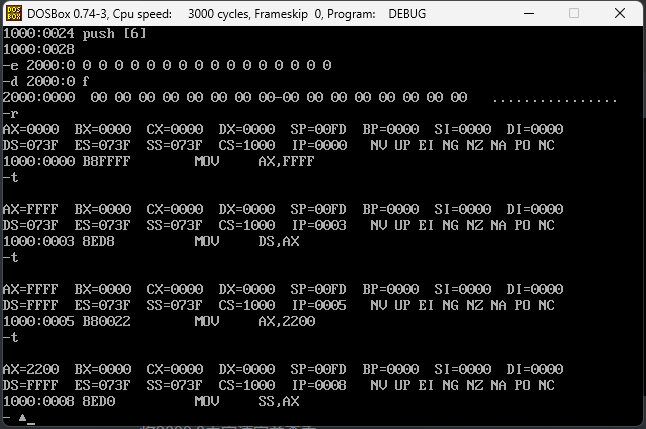 DOSBox 0.74-3, Cpu speed:    3000 cycles, Frameskip  0, Program:    DEBUG
1000:0024 push [6]
1000:0028
-e 2000:0 0 0 0 0 0 0 0 0 0 0 0 0 0 0 0 0
-d 2000:0 f
2000:0000  00 00 00 00 00 00 00 00-00 00 00 00 00 00 00 00   ................
-r
AX=0000  BX=0000  CX=0000  DX=0000  SP=00FD  BP=0000  SI=0000  DI=0000
DS=073F  ES=073F  SS=073F  CS=1000  IP=0000   NV UP EI NG NZ NA PO NC
1000:0000 B8FFFF        MOV     AX,FFFF
-t
AX=FFFF  BX=0000  CX=0000  DX=0000  SP=00FD  BP=0000  SI=0000  DI=0000
DS=073F  ES=073F  SS=073F  CS=1000  IP=0003   NV UP EI NG NZ NA PO NC
1000:0003 8ED8          MOV     DS,AX
-t
AX=FFFF  BX=0000  CX=0000  DX=0000  SP=00FD  BP=0000  SI=0000  DI=0000
DS=FFFF  ES=073F  SS=073F  CS=1000  IP=0005   NV UP EI NG NZ NA PO NC
1000:0005 B80022        MOV     AX,2200
-t
AX=2200  BX=0000  CX=0000  DX=0000  SP=00FD  BP=0000  SI=0000  DI=0000
DS=FFFF  ES=073F  SS=073F  CS=1000  IP=0008   NV UP EI NG NZ NA PO NC
1000:0008 8ED0          MOV     SS,AX
- ▲_